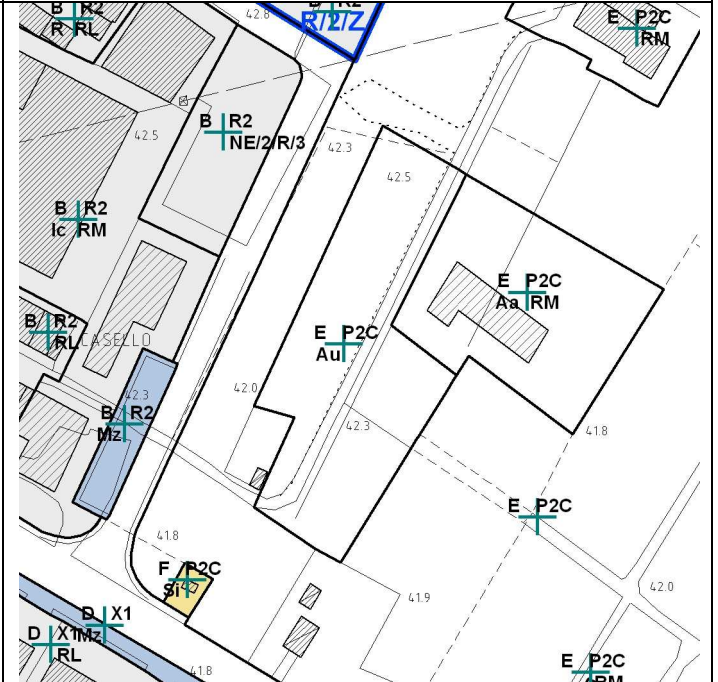 B R2
R RL
42.8
R2
R/2/Z
E P2C
RM
42.5
B R2
NE/2/R/3
42.3
42.5
B R2
Ic RM
E P2C
Aa RM
B R2
RL
CASELLO
E P2C
Au
42.3
42.0
B R2
Mz
42.3
41.8
E P2C
41.8
F P2C
Si
41.9
42.0
D X1
Mz
D X1
RL
41.8
E P2C